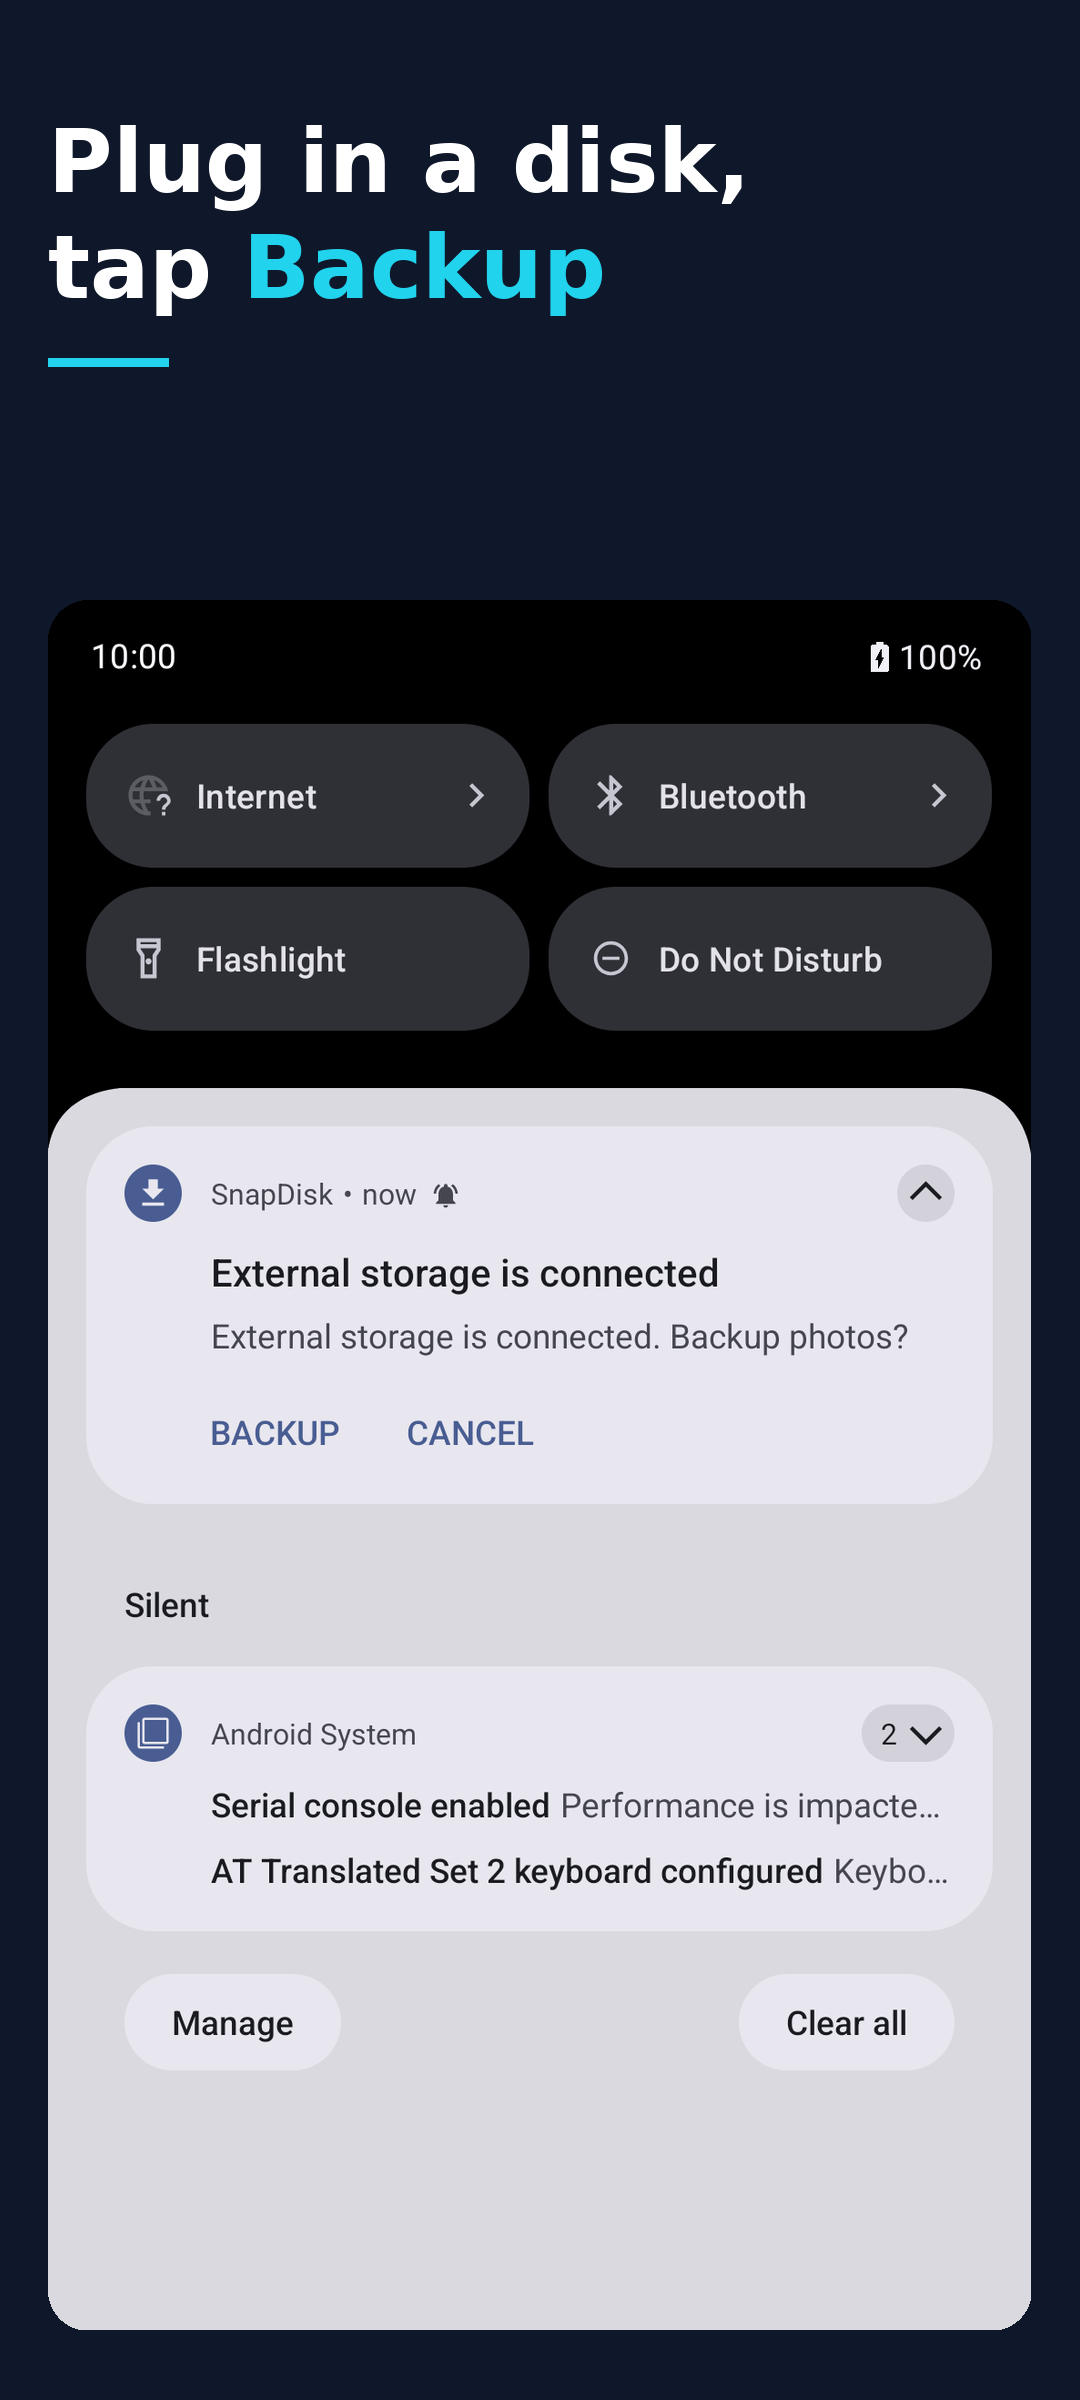 Plug in a disk,
tap Backup
10:00
100%
Internet
Bluetooth
Flashlight
Do Not Disturb
SnapDisk • now
External storage is connected
External storage is connected. Backup photos?
BACKUP CANCEL
Silent
Android System
2
Serial console enabled Performance is impacte…
AT Translated Set 2 keyboard configured Keybo…
Manage
Clear all